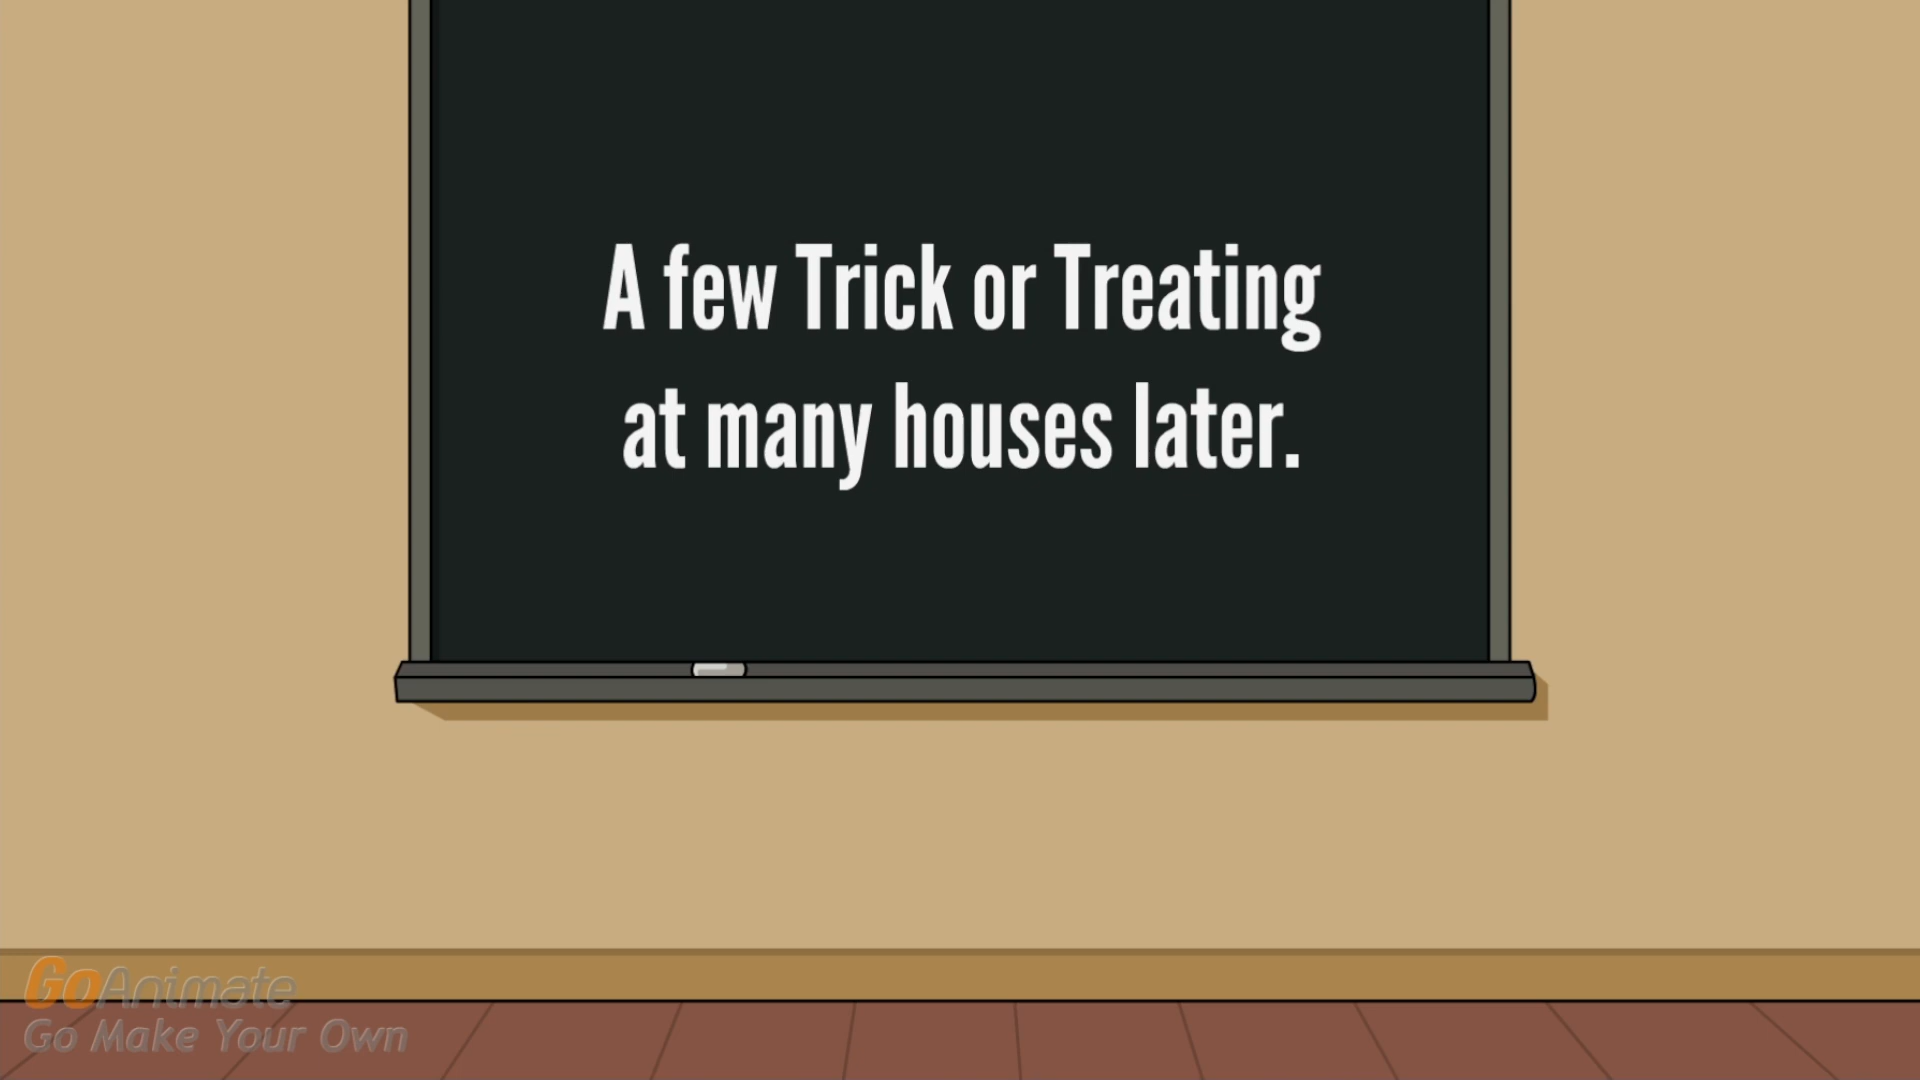 A few Trick or Treating
at many houses later.
GoAnimate
Go Make Your Own